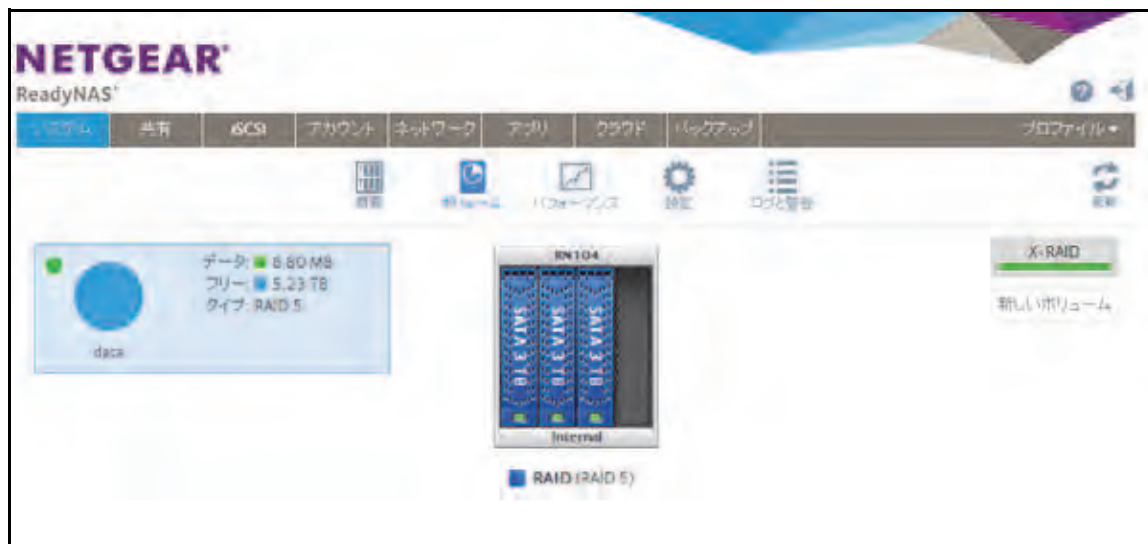 NETGEAR
ReadyNAS
システム 共有 iSCSI アカウント ネットワーク アプリ クラウド バックアップ プロファイル
概要 ボリューム パフォーマンス 設定 ログと警告 更新
データ: 6.80 MB
フリー: 5.23 TB
タイプ: RAID 5
data
RN104
SATA 3 TB
SATA 3 TB
SATA 3 TB
Internal
RAID (RAID 5)
X-RAID
新しいボリューム